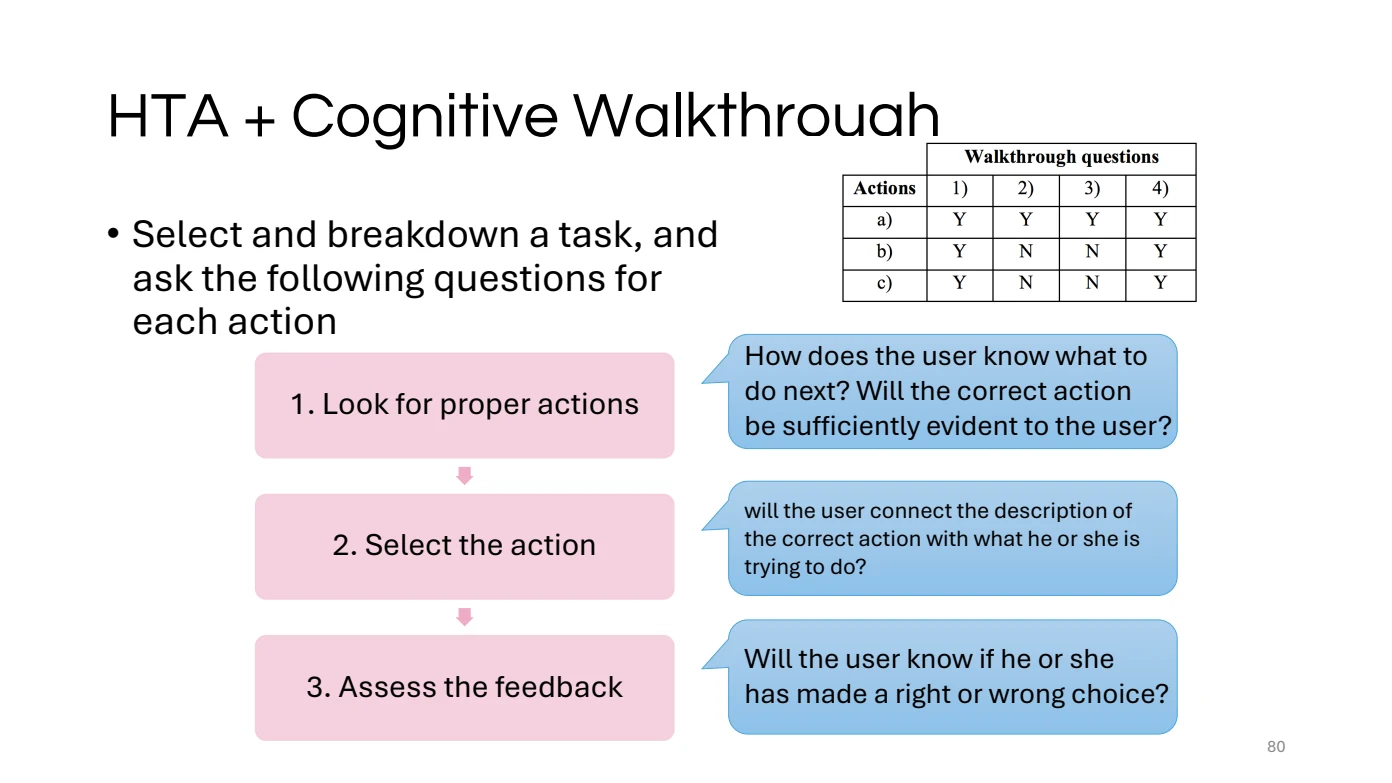 HTA + Cognitive Walkthrough
Walkthrough questions
Actions 1) 2) 3) 4)
a) Y Y Y Y
b) Y N N Y
c) Y N N Y
• Select and breakdown a task, and
ask the following questions for
each action
1. Look for proper actions
How does the user know what to
do next? Will the correct action
be sufficiently evident to the user?
2. Select the action
will the user connect the description of
the correct action with what he or she is
trying to do?
3. Assess the feedback
Will the user know if he or she
has made a right or wrong choice?
80